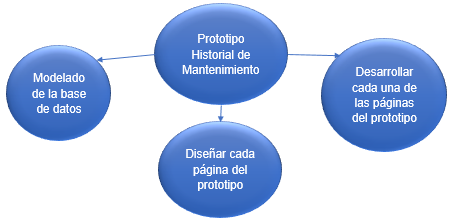 Prototipo
Historial de
Mantenimiento
Modelado
de la base
de datos
Desarrollar
cada una de
las páginas
del prototipo
Diseñar cada
página del
prototipo